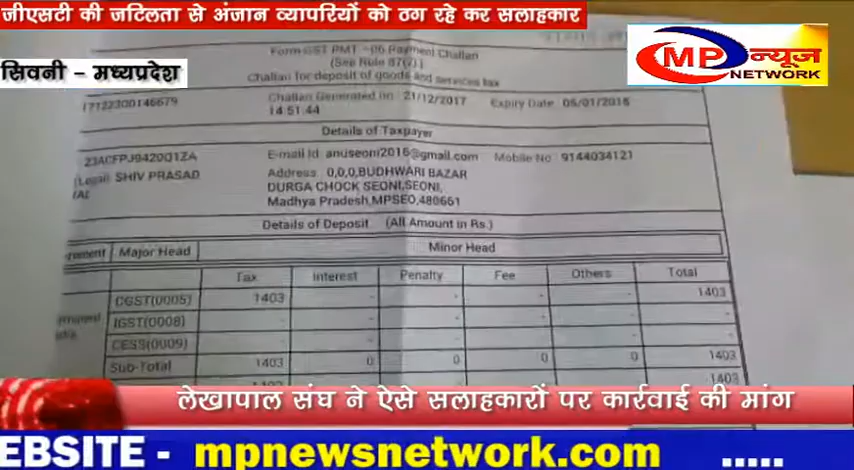 जीएसटी की जटिलता से अंजान व्यापरियों को ठग रहे कर सलाहकार
सिवनी - मध्यप्रदेश
MP न्यूज
NETWORK
Form GST PMT - 06 Payment Challan
(See Rule 87(2))
Challan for deposit of goods and services tax
17122300146679 Challan Generated on : 21/12/2017 Expiry Date : 05/01/2018
14:51:44
Details of Taxpayer
23ACFPJ9420Q1ZA E-mail Id: anuseoni2016@gmail.com Mobile No.: 9144034121
(Legal): SHIV PRASAD Address : 0,0,0,BUDHWARI BAZAR
DURGA CHOCK SEONI,SEONI,
Madhya Pradesh,MPSEO,480661
Details of Deposit (All Amount in Rs.)
Major Head Minor Head
Tax Interest Penalty Fee Others Total
CGST(0005) 1403 - - - - 1403
IGST(0008) - - - - - -
CESS(0009) - - - - - -
Sub-Total 1403 0 0 0 0 1403
1403
लेखापाल संघ ने ऐसे सलाहकारों पर कार्रवाई की मांग
EBSITE - mpnewsnetwork.com .....